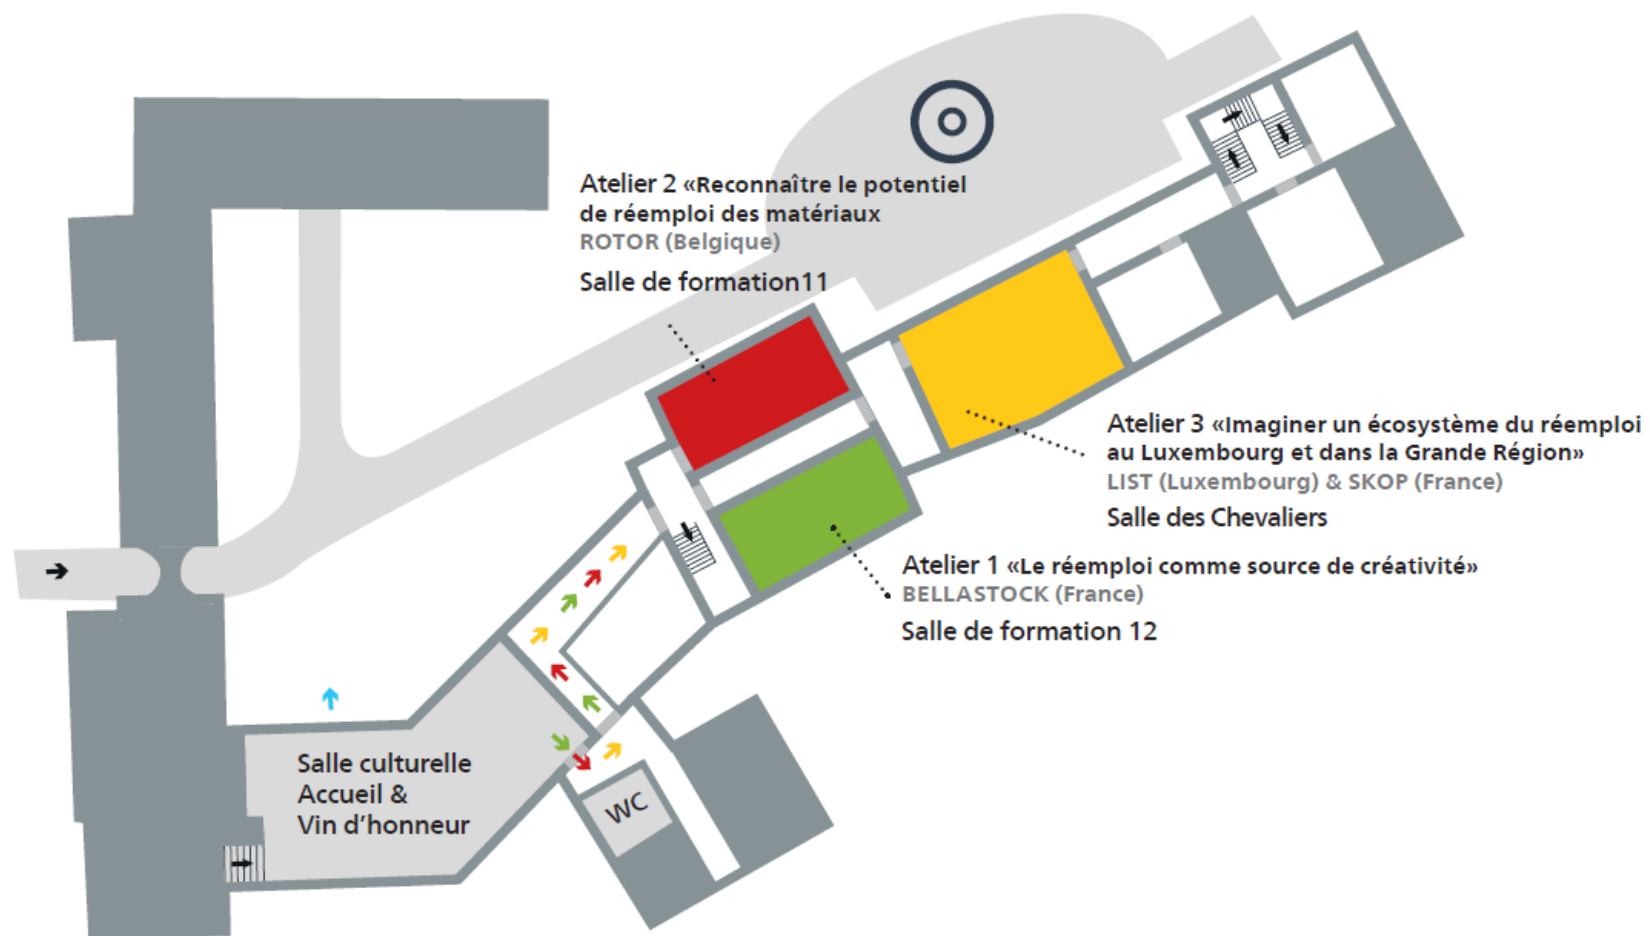 Atelier 2 «Reconnaître le potentiel
de réemploi des matériaux
ROTOR (Belgique)
Salle de formation11
Atelier 3 «Imaginer un écosystème du réemploi
au Luxembourg et dans la Grande Région»
LIST (Luxembourg) & SKOP (France)
Salle des Chevaliers
Atelier 1 «Le réemploi comme source de créativité»
BELLASTOCK (France)
Salle de formation 12
Salle culturelle
Accueil &
Vin d'honneur
WC